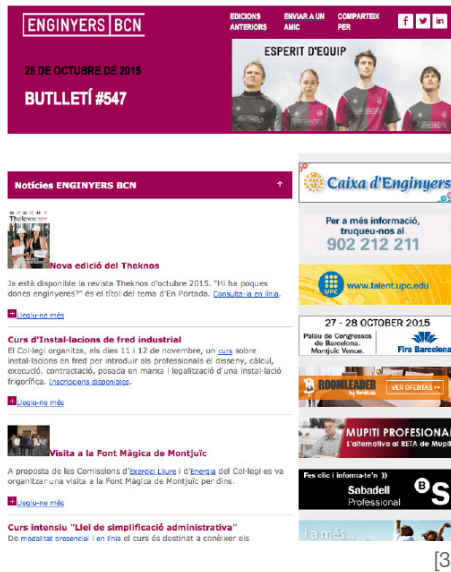 ENGINYERS BCN
EDICIONS ANTERIORS
ENVIAR A UN AMIC
COMPARTEIX PER
28 DE OCTUBRE DE 2015
BUTLLETÍ #547
ESPERIT D'EQUIP
Notícies ENGINYERS BCN
Theknos
Nova edició del Theknos
Ja està disponible la revista Theknos d'octubre 2015. "Hi ha poques
dones enginyeres?" és el títol del tema d'En Portada. Consulta-la en línia.
Llegiu-ne més
Curs d'Instal·lacions de fred industrial
El Col·legi organitza, els dies 11 i 12 de novembre, un curs sobre
instal·lacions en fred per introduir als professionals el disseny, càlcul,
execució, contractació, posada en marxa i legalització d'una instal·lació
frigorífica. Inscripcions disponibles.
Llegiu-ne més
Visita a la Font Màgica de Montjuïc
A proposta de les Comissions d'Exercici Lliure i d'Energia del Col·legi es va
organitzar una visita a la Font Màgica de Montjuïc per dins.
Llegiu-ne més
Curs intensiu "Llei de simplificació administrativa"
De modalitat presencial i en línia el curs és destinat a conèixer els
Caixa d'Enginyers
Per a més informació,
truqueu-nos al
902 212 211
UPC
www.talent.upc.edu
27 - 28 OCTOBER 2015
Palau de Congressos
de Barcelona.
Montjuïc Venue.
Fira Barcelona
ROOMLEADER
VER OFERTAS >>
MUPITI PROFESIONAL
L'alternativa al RETA de Mupiti
Fes clic i informa-te'n >>
Sabadell
Professional
BS
i a més...
[3